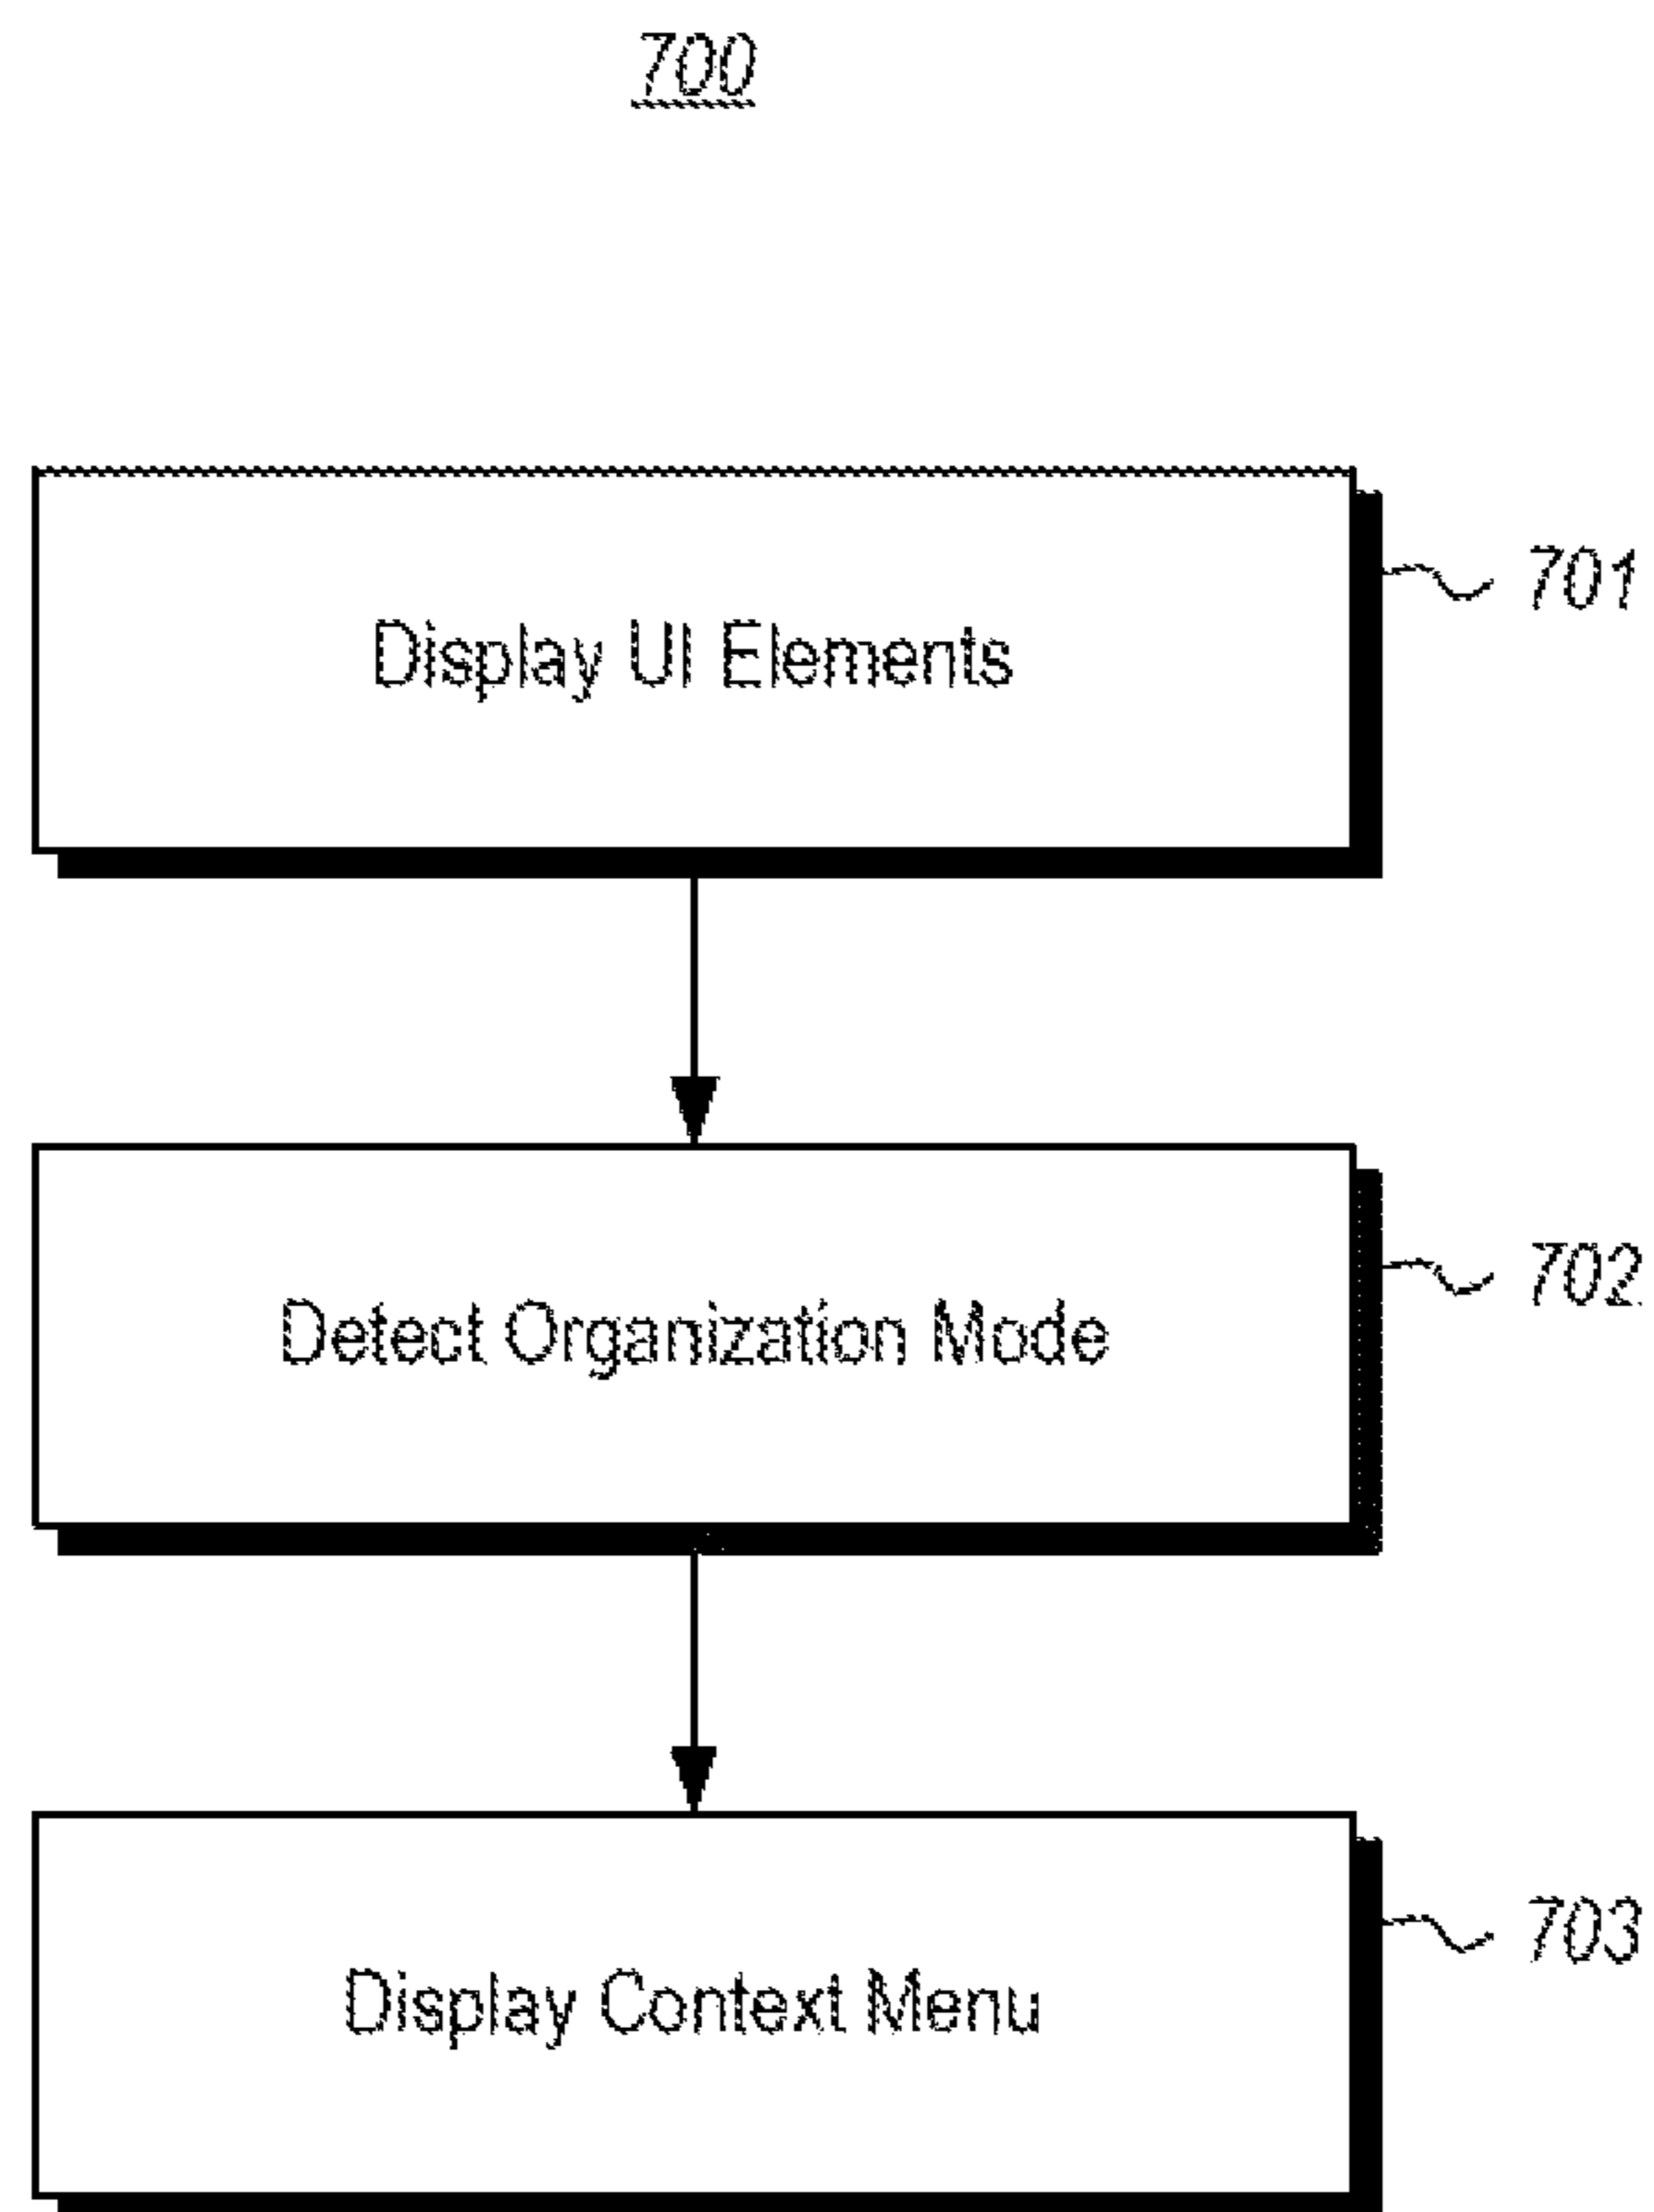 700
Display UI Elements
701
Detect Organization Mode
702
Display Context Menu
703